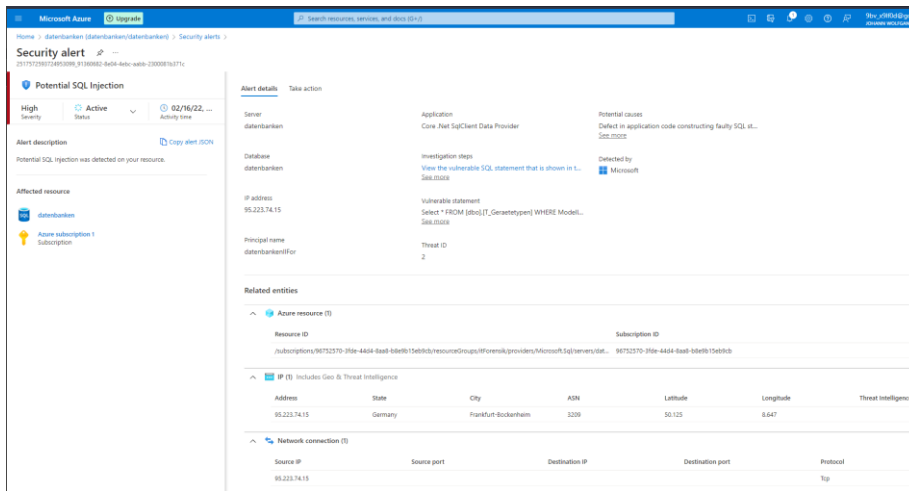 Microsoft Azure
Upgrade
Search resources, services, and docs (G+/)
1
Home > datenbanken (datenbanken/datenbanken) > Security alerts >
Security alert
Potential SQL Injection
High
Severity
Active
Status
02/16/22, ...
Activity time
Alert description
Copy alert JSON
Potential SQL Injection was detected on your resource.
Affected resource
SQL
datenbanken
Azure subscription 1
Subscription
Alert details Take action
Server
datenbanken
Application
Core .Net SqlClient Data Provider
Potential causes
Defect in application code constructing faulty SQL st...
See more
Database
datenbanken
Investigation steps
View the vulnerable SQL statement that is shown in t...
See more
Detected by
Microsoft
IP address
95.223.74.15
Vulnerable statement
Select * FROM [dbo].[T_Geraetetypen] WHERE Modell...
See more
Principal name
datenbankenIIFor
Threat ID
2
Related entities
Azure resource (1)
Resource ID Subscription ID
IP (1) Includes Geo & Threat Intelligence
Address State City ASN Latitude Longitude Threat Intelligence
95.223.74.15 Germany Frankfurt-Bockenheim 3209 50.125 8.647
Network connection (1)
Source IP Source port Destination IP Destination port Protocol
95.223.74.15 Tcp